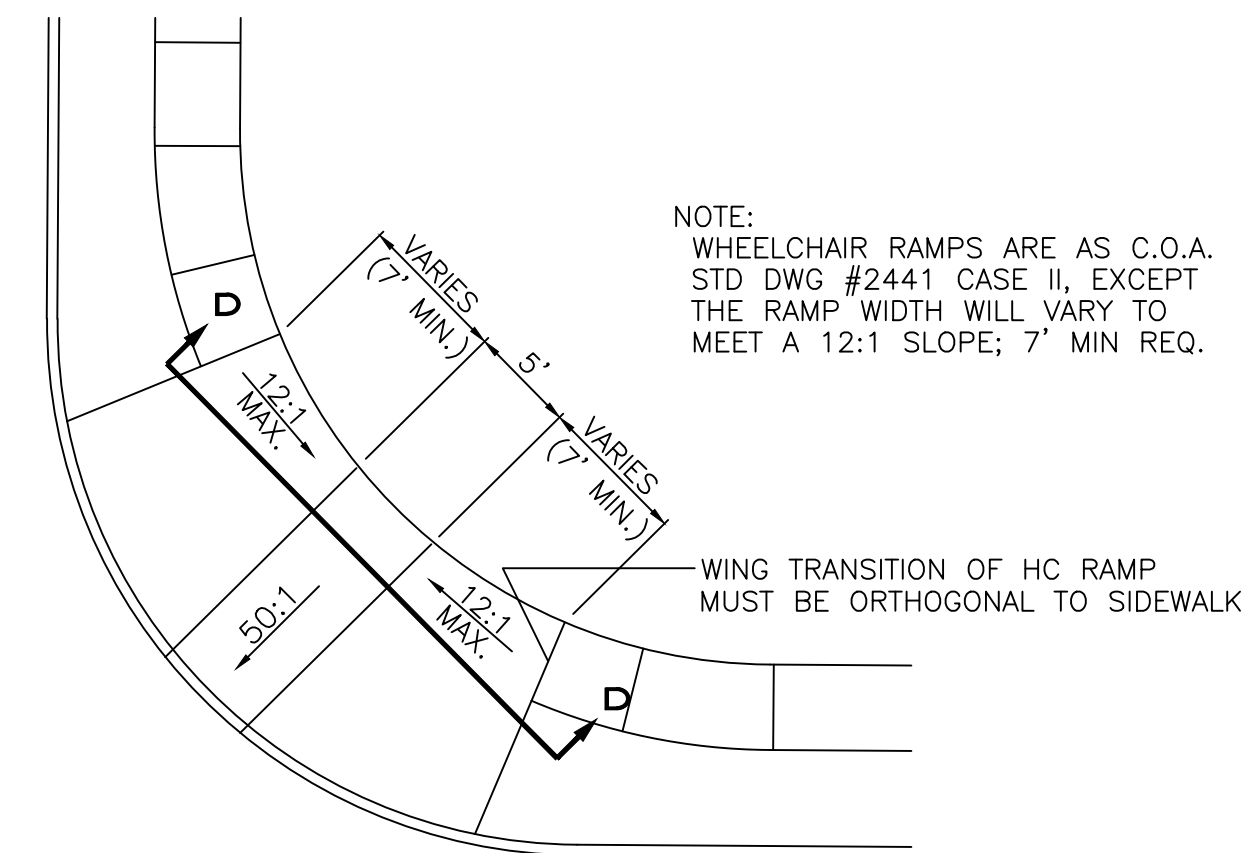 NOTE:
WHEELCHAIR RAMPS ARE AS C.O.A.
STD DWG #2441 CASE II, EXCEPT
THE RAMP WIDTH WILL VARY TO
MEET A 12:1 SLOPE; 7' MIN REQ.
VARIES
(7' MIN.)
5'
VARIES
(7' MIN.)
D
12:1
MAX.
WING TRANSITION OF HC RAMP
MUST BE ORTHOGONAL TO SIDEWALK
50:1
12:1
MAX.
D